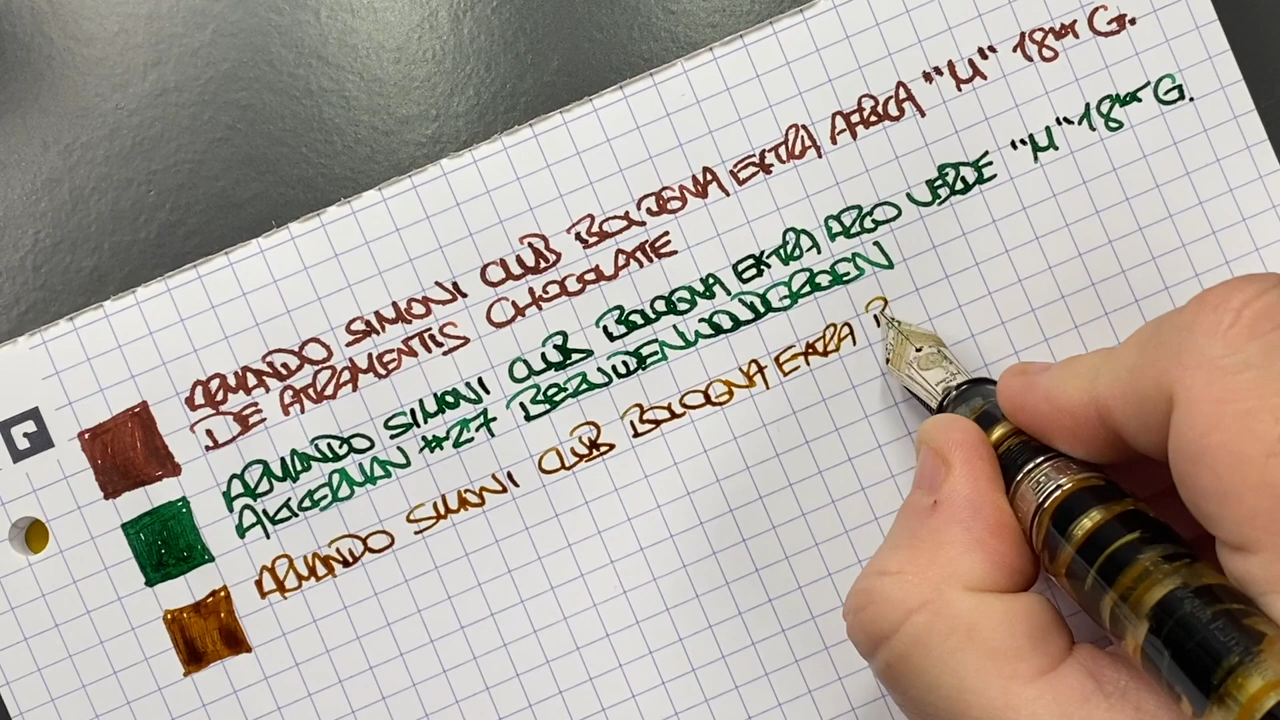 ARMANDO SIMONI CLUB BOLOGNA EXTRA AFRICA "M" 18KT G.
DE ATRAMENTIS CHOCOLATE
ARMANDO SIMONI CLUB BOLOGNA EXTRA ARCO VERDE "M" 18KT G.
AKKERMAN #27 BEZUIDENWOUDGROEN
ARMANDO SIMONI CLUB BOLOGNA EXTRA